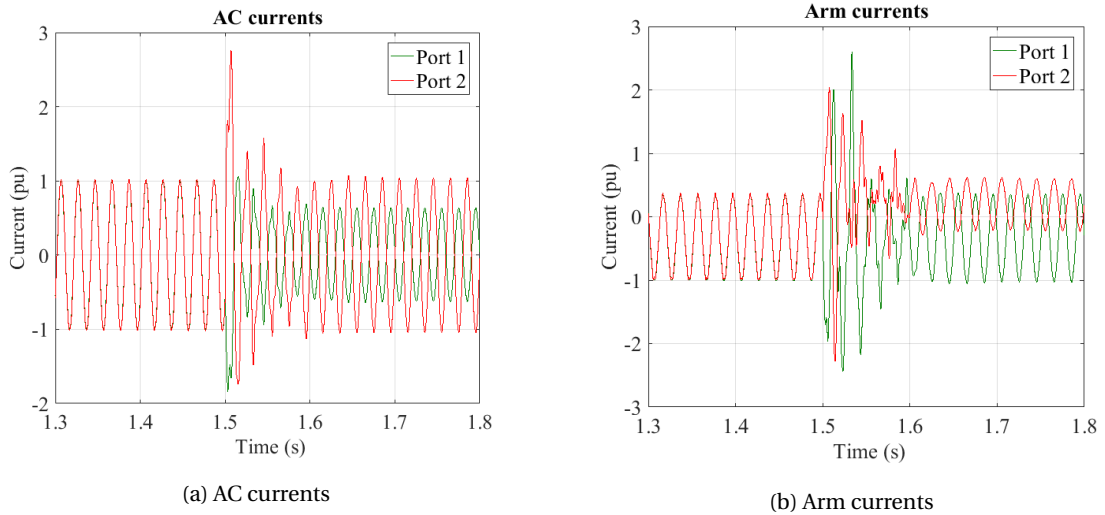 AC currents
3
2
1
0
-1
-2
Current (pu)
Port 1
Port 2
1.3 1.4 1.5 1.6 1.7 1.8
Time (s)
(a) AC currents
Arm currents
3
2
1
0
-1
-2
-3
Current (pu)
Port 1
Port 2
1.3 1.4 1.5 1.6 1.7 1.8
Time (s)
(b) Arm currents